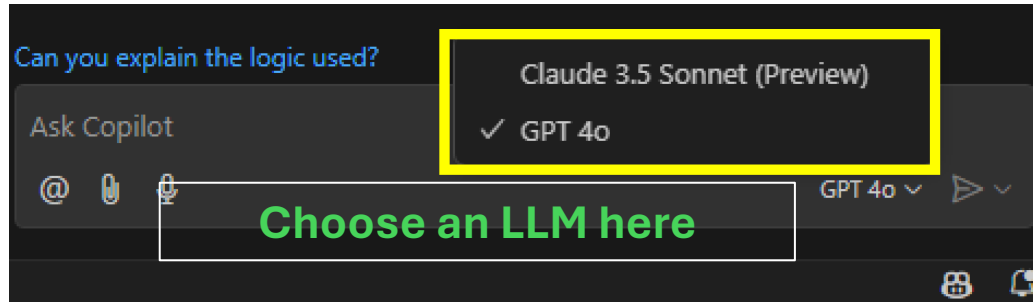 Can you explain the logic used?
Claude 3.5 Sonnet (Preview)
✓ GPT 4o
Ask Copilot
@
GPT 4o
Choose an LLM here